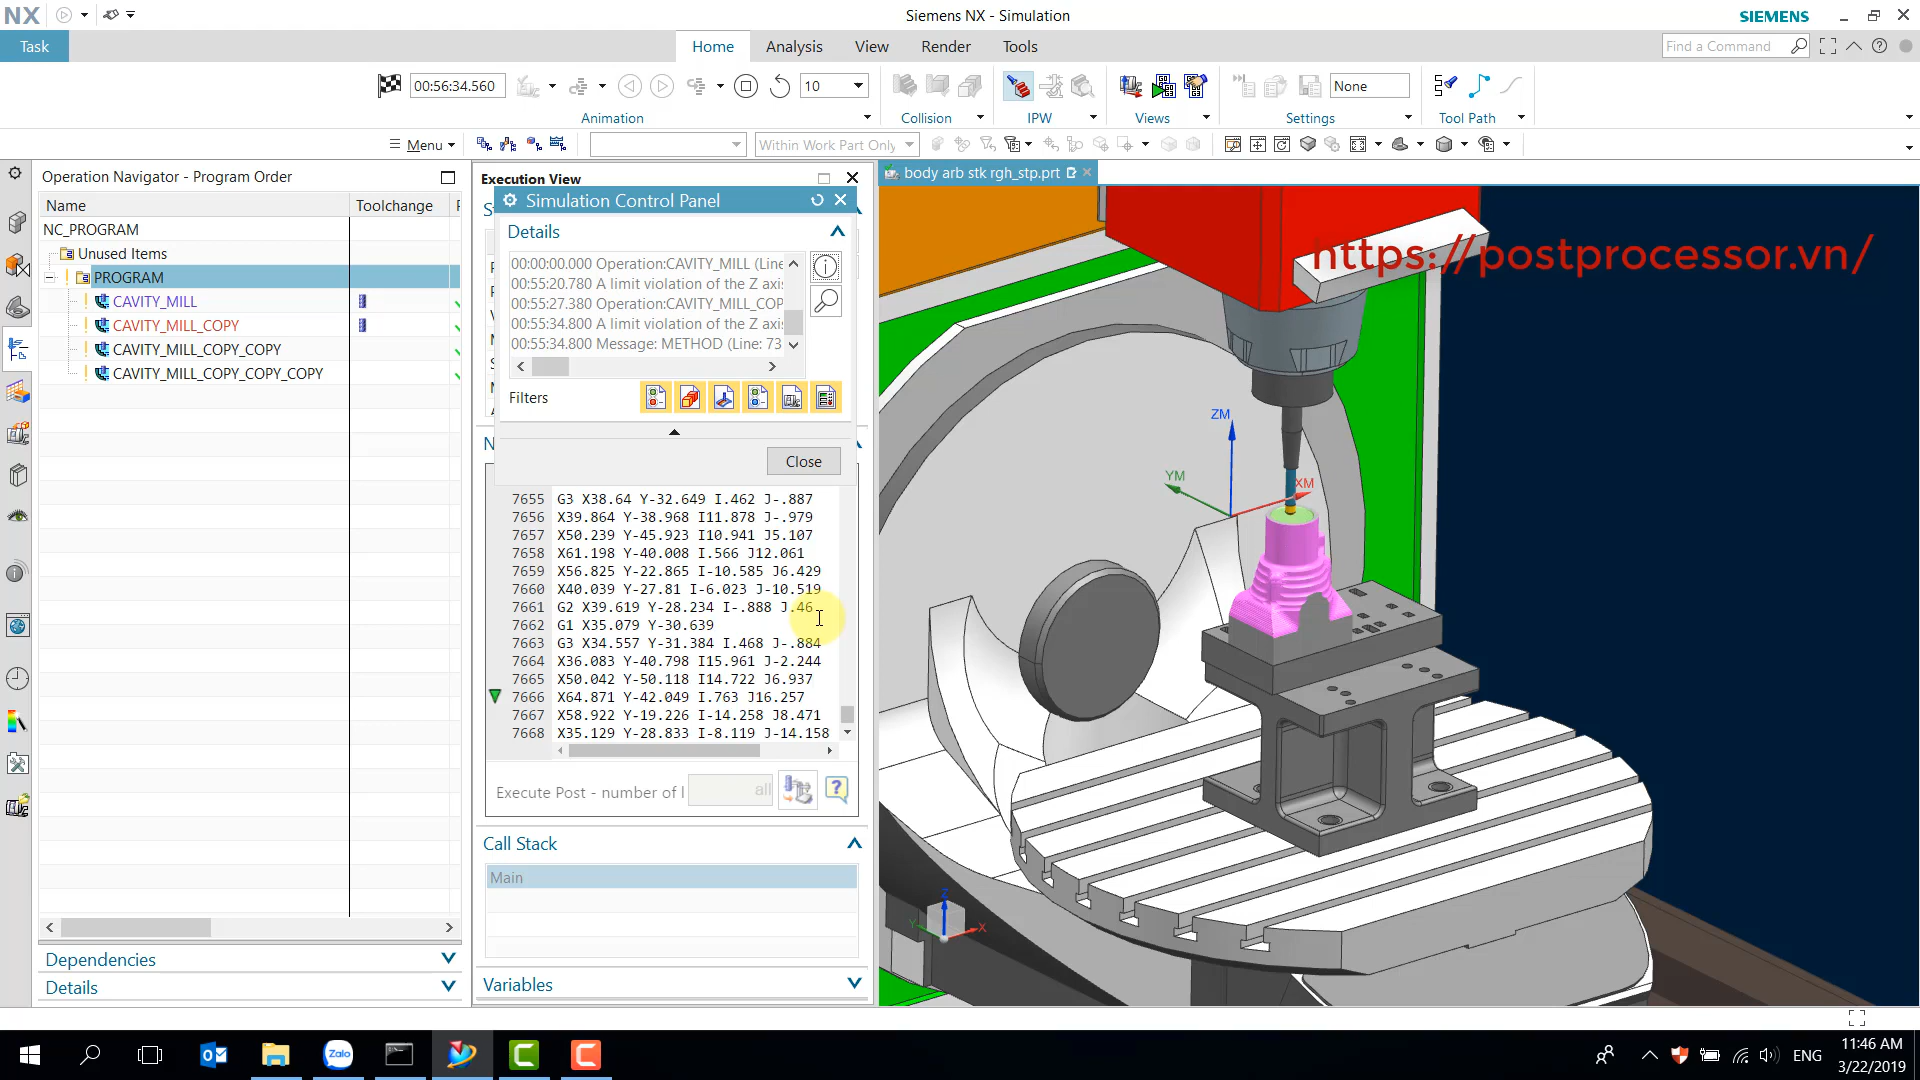 NX
Siemens NX - Simulation
SIEMENS
Task
Home
Analysis
View
Render
Tools
Find a Command
00:56:34.560
10
None
Animation
Collision
IPW
Views
Settings
Tool Path
Menu
Within Work Part Only
Operation Navigator - Program Order
Name
Toolchange
NC_PROGRAM
Unused Items
PROGRAM
CAVITY_MILL
CAVITY_MILL_COPY
CAVITY_MILL_COPY_COPY
CAVITY_MILL_COPY_COPY_COPY
Dependencies
Details
Execution View
Simulation Control Panel
Details
00:00:00.000 Operation:CAVITY_MILL (Line
00:55:20.780 A limit violation of the Z axis
00:55:27.380 Operation:CAVITY_MILL_COP
00:55:34.800 A limit violation of the Z axis
00:55:34.800 Message: METHOD (Line: 73
Filters
Close
7655 G3 X38.64 Y-32.649 I.462 J-.887
7656 X39.864 Y-38.968 I11.878 J-.979
7657 X50.239 Y-45.923 I10.941 J5.107
7658 X61.198 Y-40.008 I.566 J12.061
7659 X56.825 Y-22.865 I-10.585 J6.429
7660 X40.039 Y-27.81 I-6.023 J-10.519
7661 G2 X39.619 Y-28.234 I-.888 J.46
7662 G1 X35.079 Y-30.639
7663 G3 X34.557 Y-31.384 I.468 J-.884
7664 X36.083 Y-40.798 I15.961 J-2.244
7665 X50.042 Y-50.118 I14.722 J6.937
7666 X64.871 Y-42.049 I.763 J16.257
7667 X58.922 Y-19.226 I-14.258 J8.471
7668 X35.129 Y-28.833 I-8.119 J-14.158
Execute Post - number of l
all
Call Stack
Main
Variables
body arb stk rgh_stp.prt
https://postprocessor.vn/
ZM
YM
XM
Z
Y
X
Zalo
ENG
11:46 AM
3/22/2019